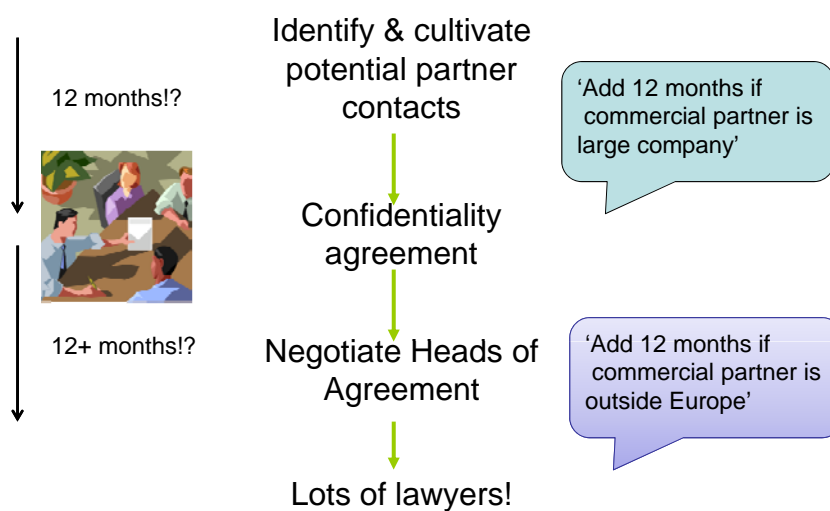 Identify & cultivate
potential partner
contacts
12 months!?
‘Add 12 months if
commercial partner is
large company’
Confidentiality
agreement
12+ months!?
Negotiate Heads of
Agreement
‘Add 12 months if
commercial partner is
outside Europe’
Lots of lawyers!